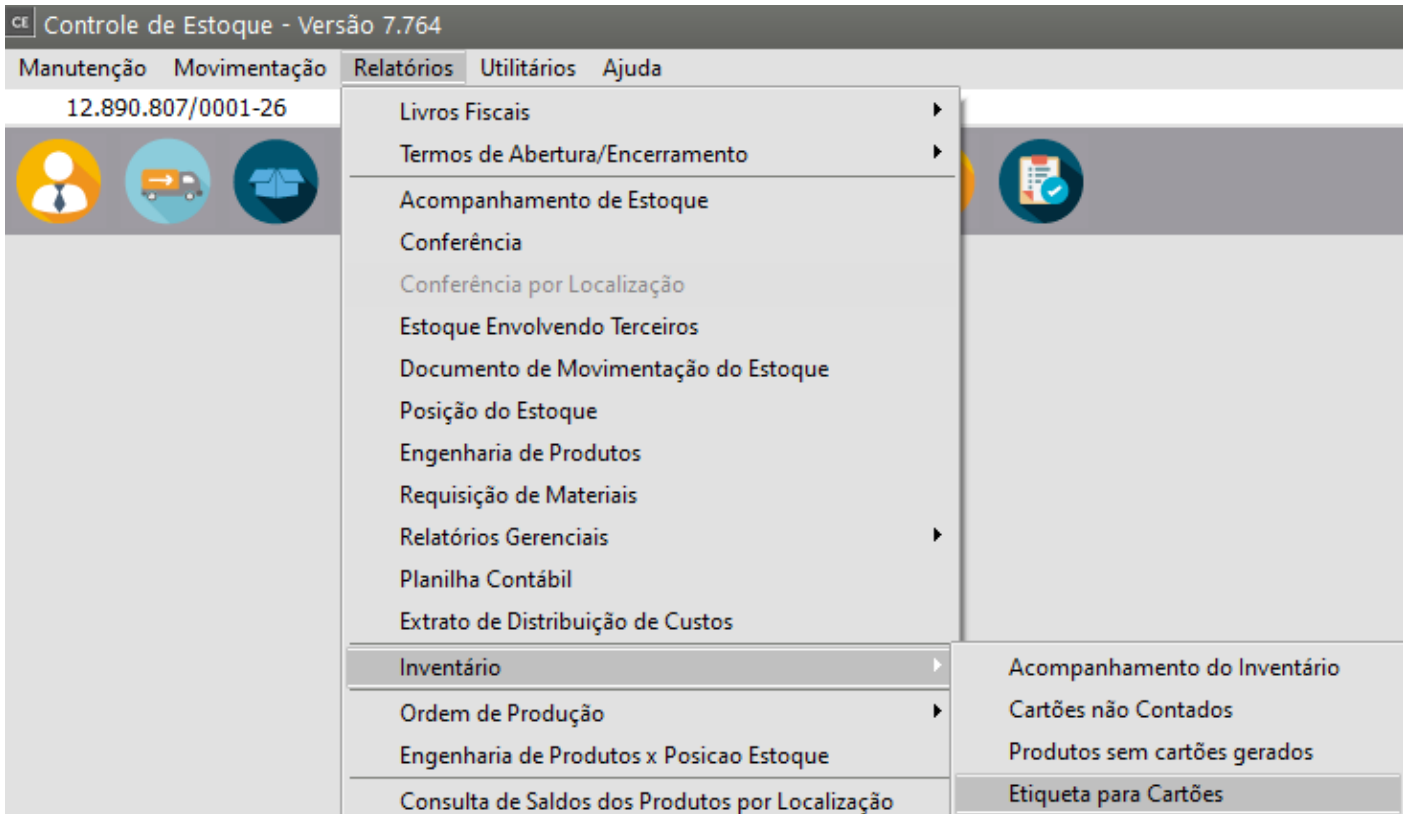 CE Controle de Estoque - Versão 7.764
Manutenção Movimentação Relatórios Utilitários Ajuda
12.890.807/0001-26
Livros Fiscais
Termos de Abertura/Encerramento
Acompanhamento de Estoque
Conferência
Conferência por Localização
Estoque Envolvendo Terceiros
Documento de Movimentação do Estoque
Posição do Estoque
Engenharia de Produtos
Requisição de Materiais
Relatórios Gerenciais
Planilha Contábil
Extrato de Distribuição de Custos
Inventário
Ordem de Produção
Engenharia de Produtos x Posicao Estoque
Consulta de Saldos dos Produtos por Localização
Acompanhamento do Inventário
Cartões não Contados
Produtos sem cartões gerados
Etiqueta para Cartões